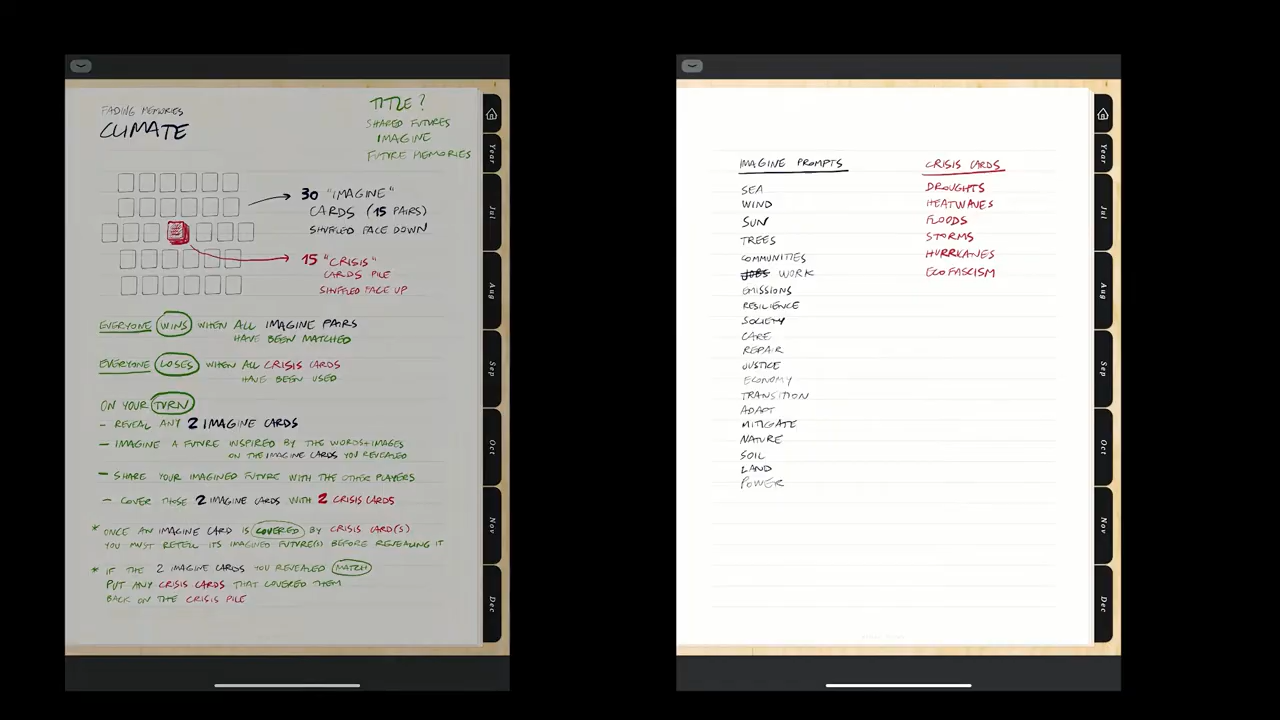 FADING MEMORIES
CLIMATE
TITLE?
SHARED FUTURES
IMAGINE
FUTURE MEMORIES
30 "IMAGINE"
CARDS (15 PAIRS)
SHUFFLED FACE DOWN
15 "CRISIS"
CARDS PILE
SHUFFLED FACE UP
EVERYONE WINS WHEN ALL IMAGINE PAIRS
HAVE BEEN MATCHED
EVERYONE LOSES WHEN ALL CRISIS CARDS
HAVE BEEN USED
ON YOUR TURN
- REVEAL ANY 2 IMAGINE CARDS
- IMAGINE A FUTURE INSPIRED BY THE WORDS+IMAGES
ON THE IMAGINE CARDS YOU REVEALED
- SHARE YOUR IMAGINED FUTURE WITH THE OTHER PLAYERS
- COVER THOSE 2 IMAGINE CARDS WITH 2 CRISIS CARDS
* ONCE AN IMAGINE CARD IS COVERED BY CRISIS CARD(S)
YOU MUST RETELL ITS IMAGINED FUTURE(S) BEFORE REVEALING IT
* IF THE 2 IMAGINE CARDS YOU REVEALED MATCH
PUT ANY CRISIS CARDS THAT COVERED THEM
BACK ON THE CRISIS PILE
Year
Jul
Aug
Sep
Oct
Nov
Dec
IMAGINE PROMPTS
SEA
WIND
SUN
TREES
COMMUNITIES
JOBS WORK
EMISSIONS
RESILIENCE
SOCIETY
CARE
REPAIR
JUSTICE
ECONOMY
TRANSITION
ADAPT
MITIGATE
NATURE
SOIL
LAND
POWER
CRISIS CARDS
DROUGHTS
HEATWAVES
FLOODS
STORMS
HURRICANES
ECOFASCISM
Year
Jul
Aug
Sep
Oct
Nov
Dec